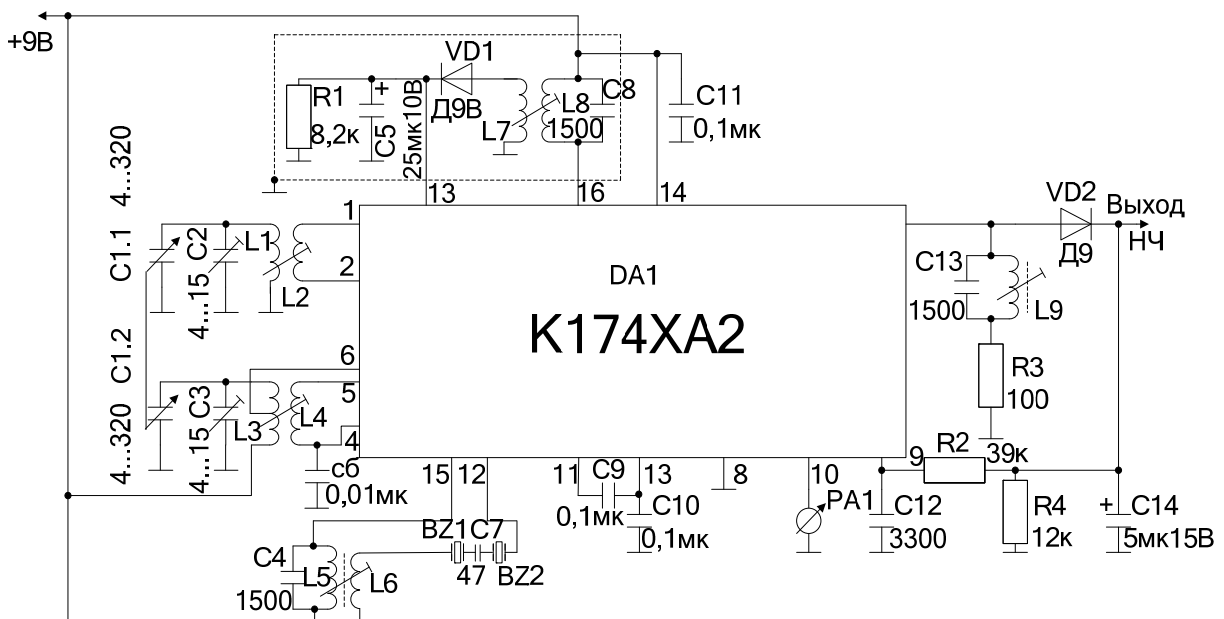 +9В
R1
8,2к
C5
+
25мк10В
VD1
Д9В
L7
L8
C8
1500
C11
0,1мк
13
16
14
4...320
C1.1
C2
4...15
L1
L2
1
2
C1.2
4...320
C3
4...15
L3
L4
6
5
4
DA1
K174XA2
VD2
Д9
Выход
НЧ
C13
1500
L9
R3
100
сб
0,01мк
15
12
11
C9
0,1мк
13
C10
0,1мк
8
10
PA1
9
R2
39к
C12
3300
R4
12к
+
C14
5мк15В
C4
1500
L5
L6
BZ1
C7
47
BZ2